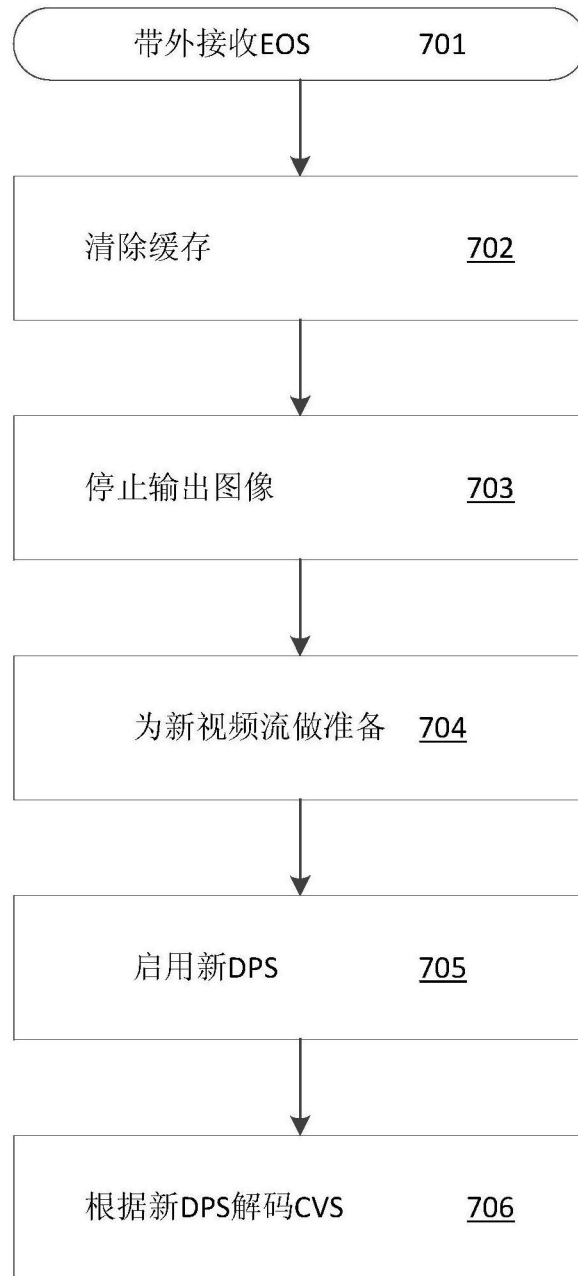 带外接收EOS 701
清除缓存 702
停止输出图像 703
为新视频流做准备 704
启用新DPS 705
根据新DPS解码CVS 706